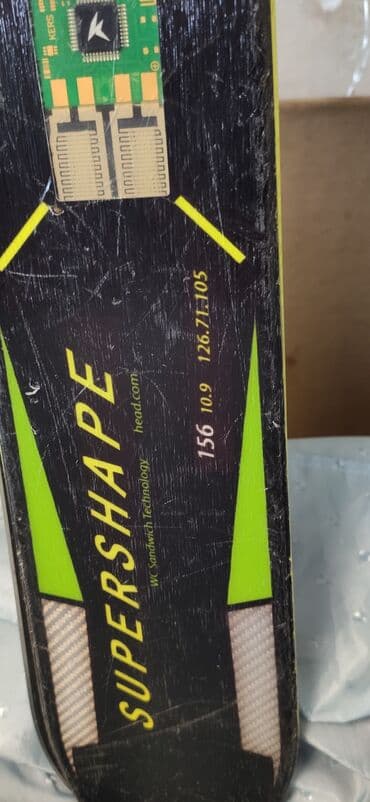 KERS
SUPERSHAPE
WC Sandwich Technology head.com
156 10.9 126.71.105